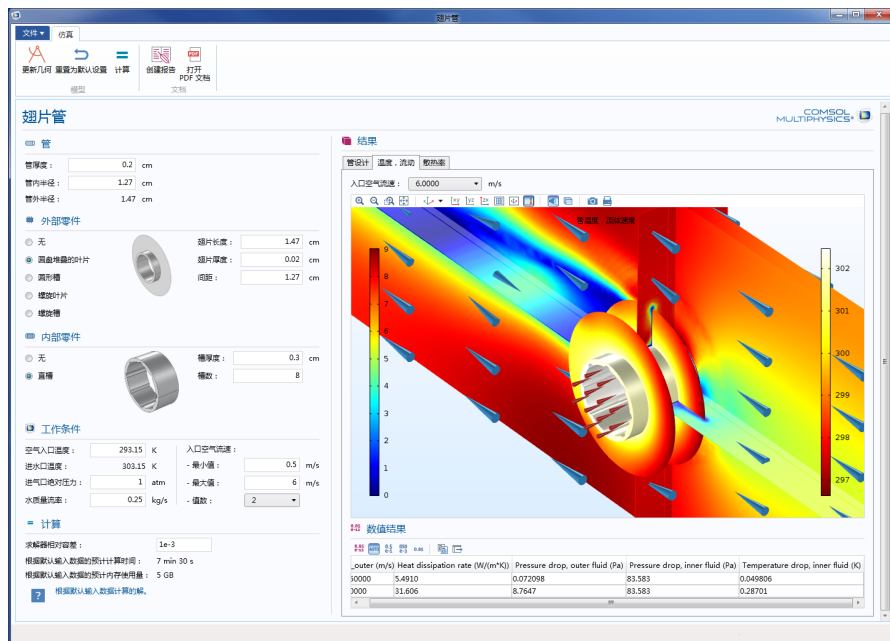 翅片管
文件 仿真
更新几何 重置为默认设置 计算 创建报告 打开
PDF 文档
模型 文档
翅片管
COMSOL
MULTIPHYSICS®
管
管厚度： 0.2 cm
管内半径： 1.27 cm
管外半径： 1.47 cm
外部零件
无
圆盘堆叠的叶片
圆形槽
螺旋叶片
螺旋槽
翅片长度： 1.47 cm
翅片厚度： 0.02 cm
间距： 1.27 cm
内部零件
无
直槽
槽厚度： 0.3 cm
槽数： 8
工作条件
空气入口温度： 293.15 K
进水口温度： 303.15 K
进气口绝对压力： 1 atm
水质量流率： 0.25 kg/s
入口空气流速：
- 最小值： 0.5 m/s
- 最大值： 6 m/s
- 值数： 2
计算
求解器相对容差： 1e-3
根据默认输入数据的预计计算时间： 7 min 30 s
根据默认输入数据的预计内存使用量： 5 GB
根据默认输入数据计算的解。
结果
管设计 温度，流动 散热率
入口空气流速： 6.0000 m/s
管温度，流体速度
9
8
7
6
5
4
3
2
1
0
302
301
300
299
298
297
数值结果
_outer (m/s) Heat dissipation rate (W/(m*K)) Pressure drop, outer fluid (Pa) Pressure drop, inner fluid (Pa) Temperature drop, inner fluid (K)
50000 5.4910 0.072098 83.583 0.049806
0000 31.606 8.7647 83.583 0.28701